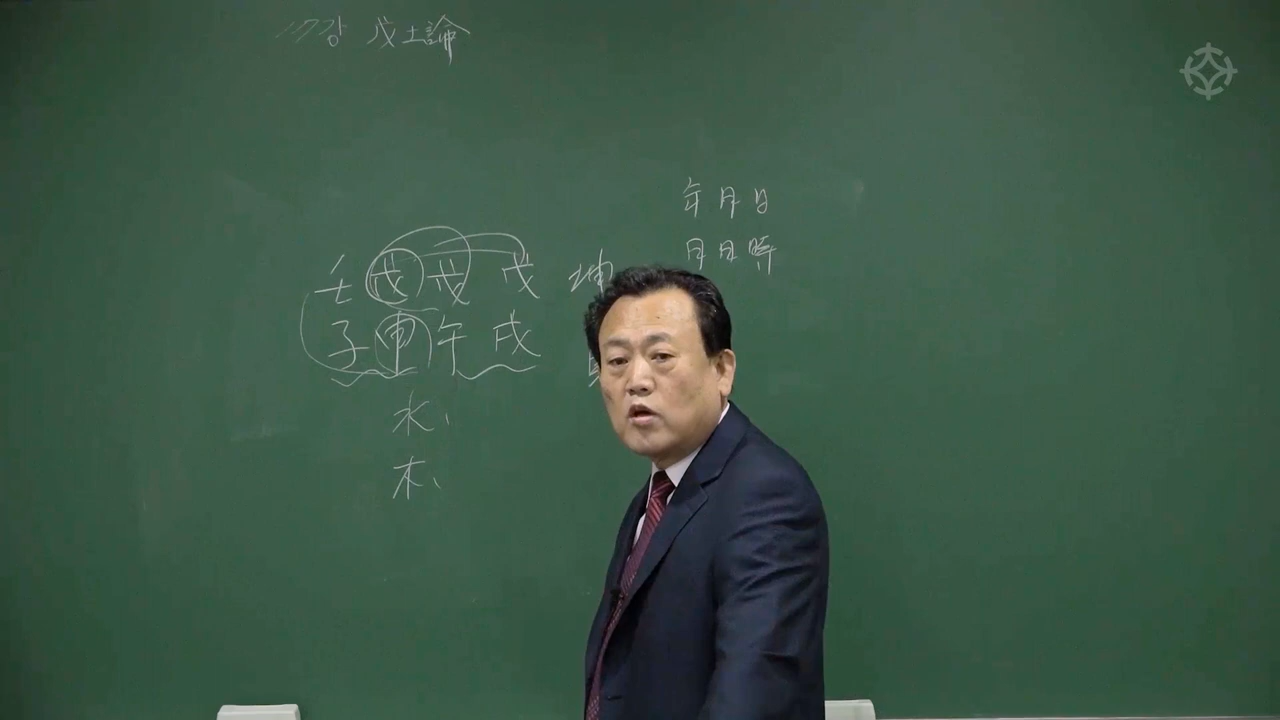 17강 戊土論
年月日
日日時
壬戊戊戊 坤
子申午戌
水、
木、